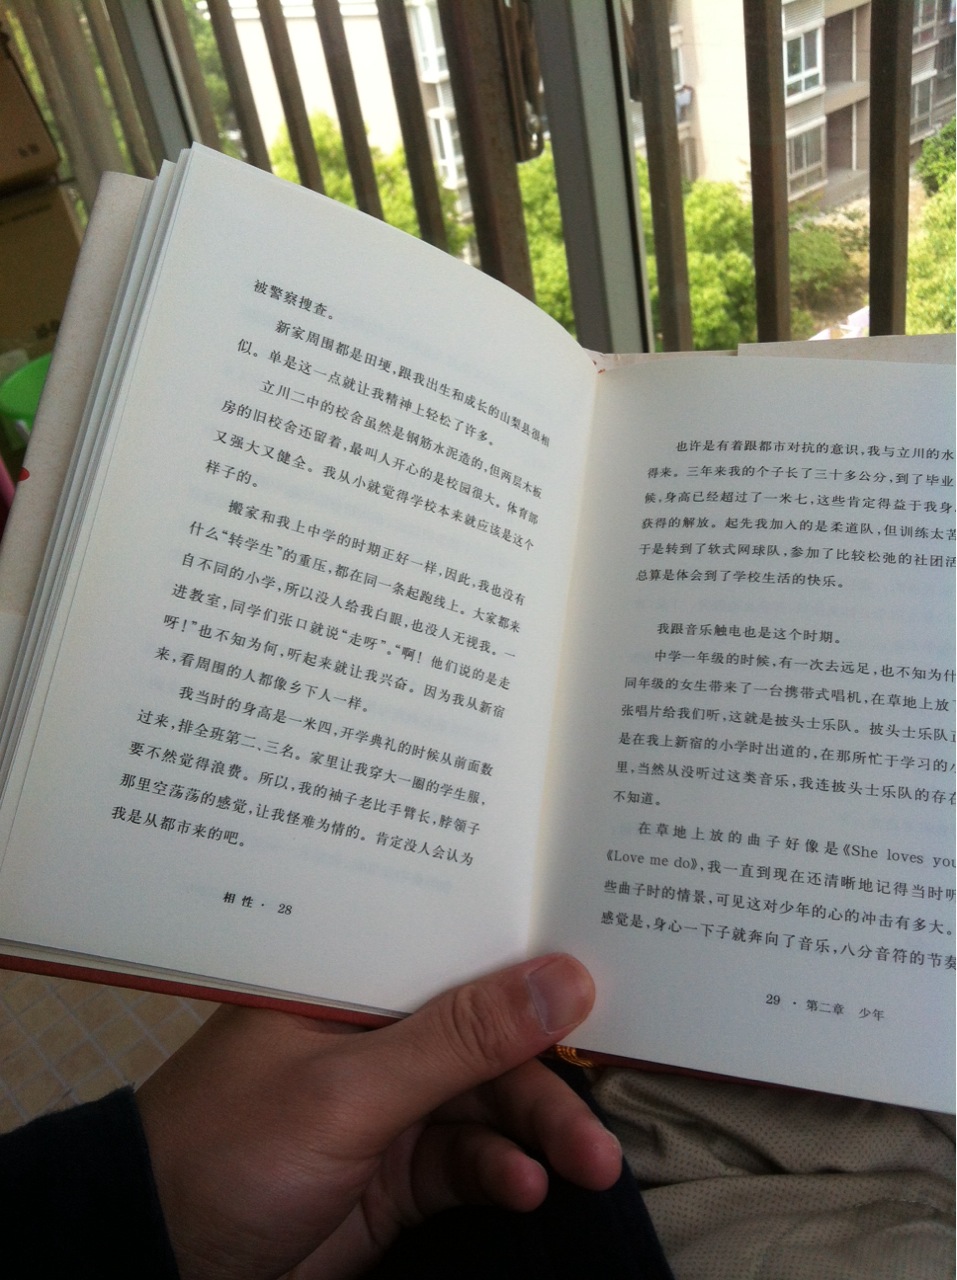 被警察搜查。
新家周围都是田埂,跟我出生和成长的山梨县很相
似。单是这一点就让我精神上轻松了许多。
立川二中的校舍虽然是钢筋水泥造的,但两层木板
房的旧校舍还留着,最叫人开心的是校园很大。体育部
又强大又健全。我从小就觉得学校本来就应该是这个
样子的。
搬家和我上中学的时期正好一样,因此,我也没有
什么“转学生”的重压,都在同一条起跑线上。大家都来
自不同的小学,所以没人给我白眼,也没人无视我。一
进教室,同学们张口就说“走呀”。“啊!他们说的是走
呀!”也不知为何,听起来就让我兴奋。因为我从新宿
来,看周围的人都像乡下人一样。
我当时的身高是一米四,开学典礼的时候从前面数
过来,排全班第二、三名。家里让我穿大一圈的学生服,
要不然觉得浪费。所以,我的袖子老比手臂长,脖领子
那里空荡荡的感觉,让我怪难为情的。肯定没人会认为
我是从都市来的吧。
相性· 28
也许是有着跟都市对抗的意识,我与立川的水
得来。三年来我的个子长了三十多公分,到了毕业
候,身高已经超过了一米七,这些肯定得益于我身
获得的解放。起先我加入的是柔道队,但训练太苦
于是转到了软式网球队,参加了比较松弛的社团活
总算是体会到了学校生活的快乐。
我跟音乐触电也是这个时期。
中学一年级的时候,有一次去远足,也不知为什
同年级的女生带来了一台携带式唱机,在草地上放
张唱片给我们听,这就是披头士乐队。披头士乐队正
是在我上新宿的小学时出道的,在那所忙于学习的小
里,当然从没听过这类音乐,我连披头士乐队的存在
不知道。
在草地上放的曲子好像是《She loves you
《Love me do》,我一直到现在还清晰地记得当时听
些曲子时的情景,可见这对少年的心的冲击有多大。
感觉是,身心一下子就奔向了音乐,八分音符的节奏
29 · 第二章 少年